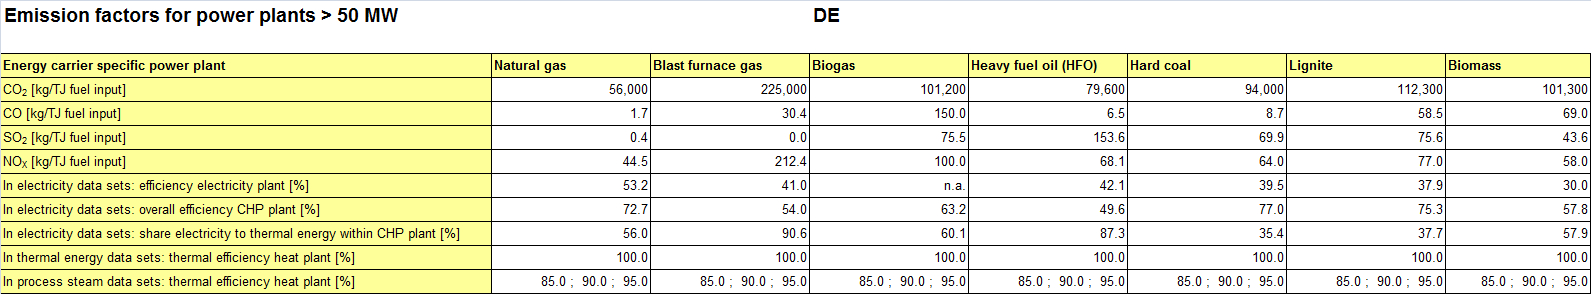 Emission factors for power plants > 50 MW DE
Energy carrier specific power plant Natural gas Blast furnace gas Biogas Heavy fuel oil (HFO) Hard coal Lignite Biomass
CO₂ [kg/TJ fuel input] 56,000 225,000 101,200 79,600 94,000 112,300 101,300
CO [kg/TJ fuel input] 1.7 30.4 150.0 6.5 8.7 58.5 69.0
SO₂ [kg/TJ fuel input] 0.4 0.0 75.5 153.6 69.9 75.6 43.6
NOₓ [kg/TJ fuel input] 44.5 212.4 100.0 68.1 64.0 77.0 58.0
In electricity data sets: efficiency electricity plant [%] 53.2 41.0 n.a. 42.1 39.5 37.9 30.0
In electricity data sets: overall efficiency CHP plant [%] 72.7 54.0 63.2 49.6 77.0 75.3 57.8
In electricity data sets: share electricity to thermal energy within CHP plant [%] 56.0 90.6 60.1 87.3 35.4 37.7 57.9
In thermal energy data sets: thermal efficiency heat plant [%] 100.0 100.0 100.0 100.0 100.0 100.0 100.0
In process steam data sets: thermal efficiency heat plant [%] 85.0 ; 90.0 ; 95.0 85.0 ; 90.0 ; 95.0 85.0 ; 90.0 ; 95.0 85.0 ; 90.0 ; 95.0 85.0 ; 90.0 ; 95.0 85.0 ; 90.0 ; 95.0 85.0 ; 90.0 ; 95.0